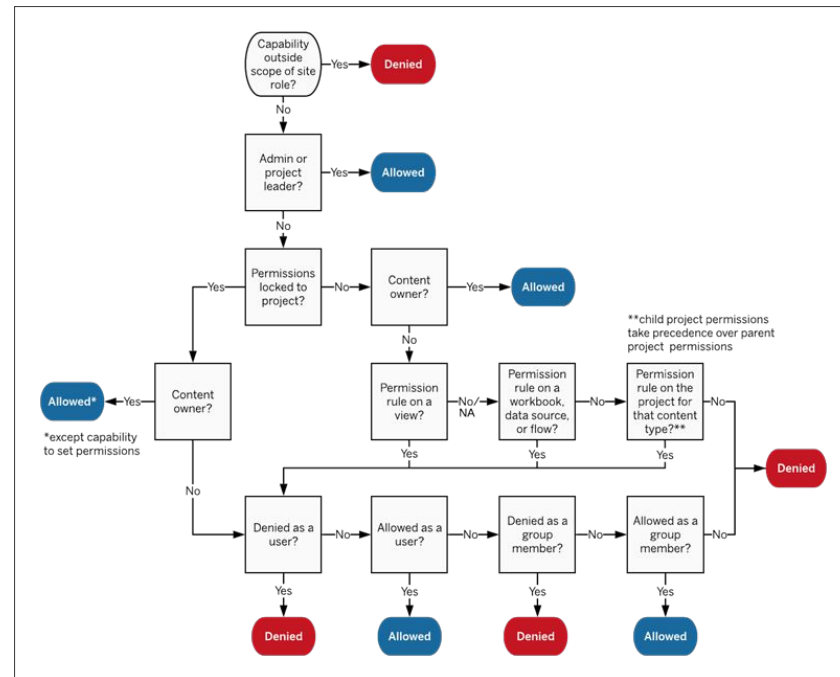 Capability
outside
scope of site
role?
Yes
Denied
No
Admin or
project
leader?
Yes
Allowed
No
Permissions
locked to
project?
Yes
No
Content
owner?
Yes
Allowed
**child project permissions
take precedence over parent
project permissions
No
Allowed*
Yes
Content
owner?
*except capability
to set permissions
Permission
rule on a
view?
No/
NA
Permission
rule on a
workbook,
data source,
or flow?
No
Permission
rule on the
project for
that content
type?**
No
Yes
Yes
Yes
Denied
No
Denied as a
user?
No
Allowed as a
user?
No
Denied as a
group
member?
No
Allowed as a
group
member?
No
Yes
Yes
Yes
Yes
Denied
Allowed
Denied
Allowed